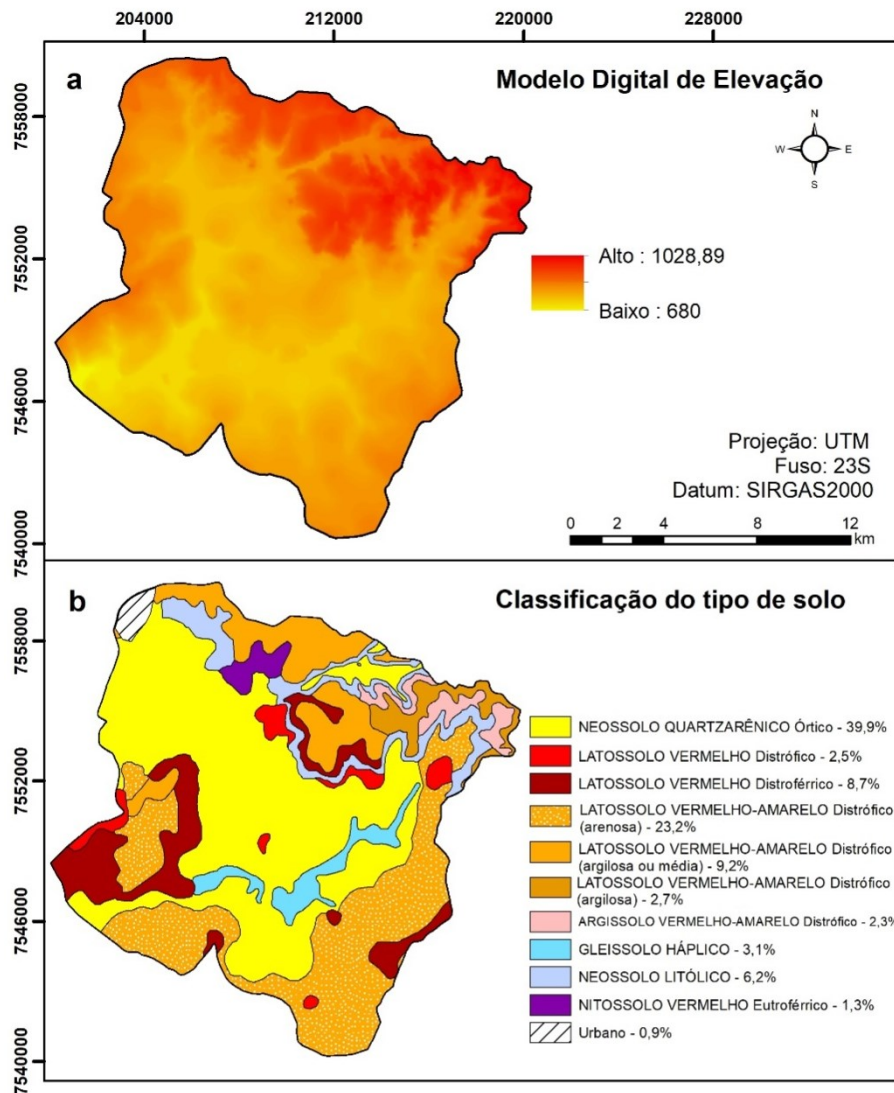 204000 212000 220000 228000
a
Modelo Digital de Elevação
N
W E
S
7558000
7552000
7546000
7540000
Alto : 1028,89
Baixo : 680
Projeção: UTM
Fuso: 23S
Datum: SIRGAS2000
0 2 4 8 12
km
b
Classificação do tipo de solo
7558000
7552000
7546000
7540000
NEOSSOLO QUARTZARÊNICO Órtico - 39,9%
LATOSSOLO VERMELHO Distrófico - 2,5%
LATOSSOLO VERMELHO Distroférrico - 8,7%
LATOSSOLO VERMELHO-AMARELO Distrófico
(arenosa) - 23,2%
LATOSSOLO VERMELHO-AMARELO Distrófico
(argilosa ou média) - 9,2%
LATOSSOLO VERMELHO-AMARELO Distrófico
(argilosa) - 2,7%
ARGISSOLO VERMELHO-AMARELO Distrófico - 2,3%
GLEISSOLO HÁPLICO - 3,1%
NEOSSOLO LITÓLICO - 6,2%
NITOSSOLO VERMELHO Eutroférrico - 1,3%
Urbano - 0,9%